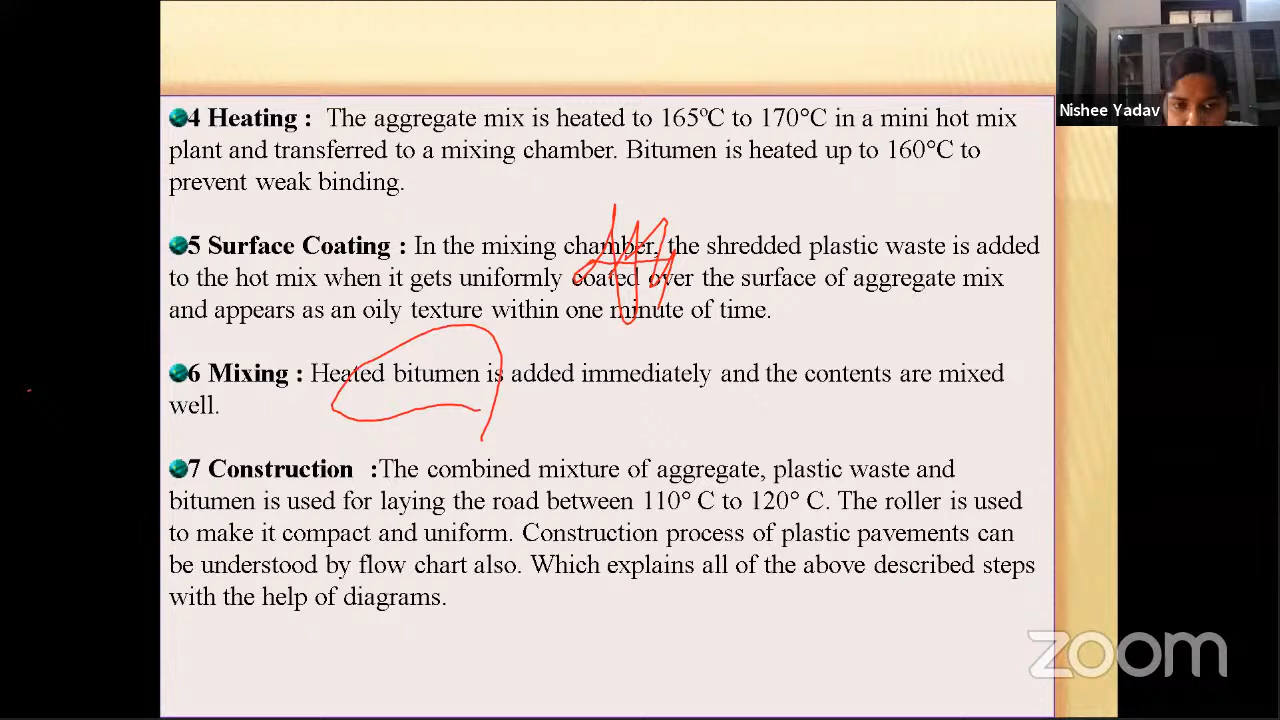 4 Heating : The aggregate mix is heated to 165ºC to 170°C in a mini hot mix
plant and transferred to a mixing chamber. Bitumen is heated up to 160°C to
prevent weak binding.
5 Surface Coating : In the mixing chamber, the shredded plastic waste is added
to the hot mix when it gets uniformly coated over the surface of aggregate mix
and appears as an oily texture within one minute of time.
6 Mixing : Heated bitumen is added immediately and the contents are mixed
well.
7 Construction :The combined mixture of aggregate, plastic waste and
bitumen is used for laying the road between 110° C to 120° C. The roller is used
to make it compact and uniform. Construction process of plastic pavements can
be understood by flow chart also. Which explains all of the above described steps
with the help of diagrams.
Nishee Yadav
zoom